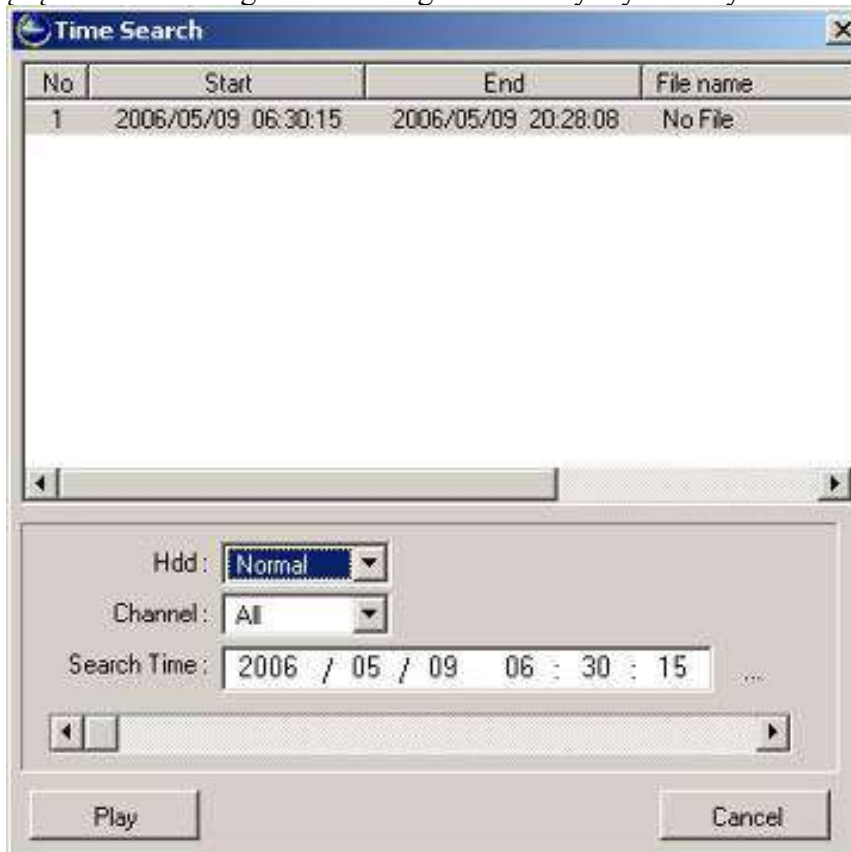 Time Search
No Start End File name
1 2006/05/09 06:30:15 2006/05/09 20:28:08 No File
Hdd : Normal
Channel : All
Search Time : 2006 / 05 / 09 06 : 30 : 15 ...
Play Cancel